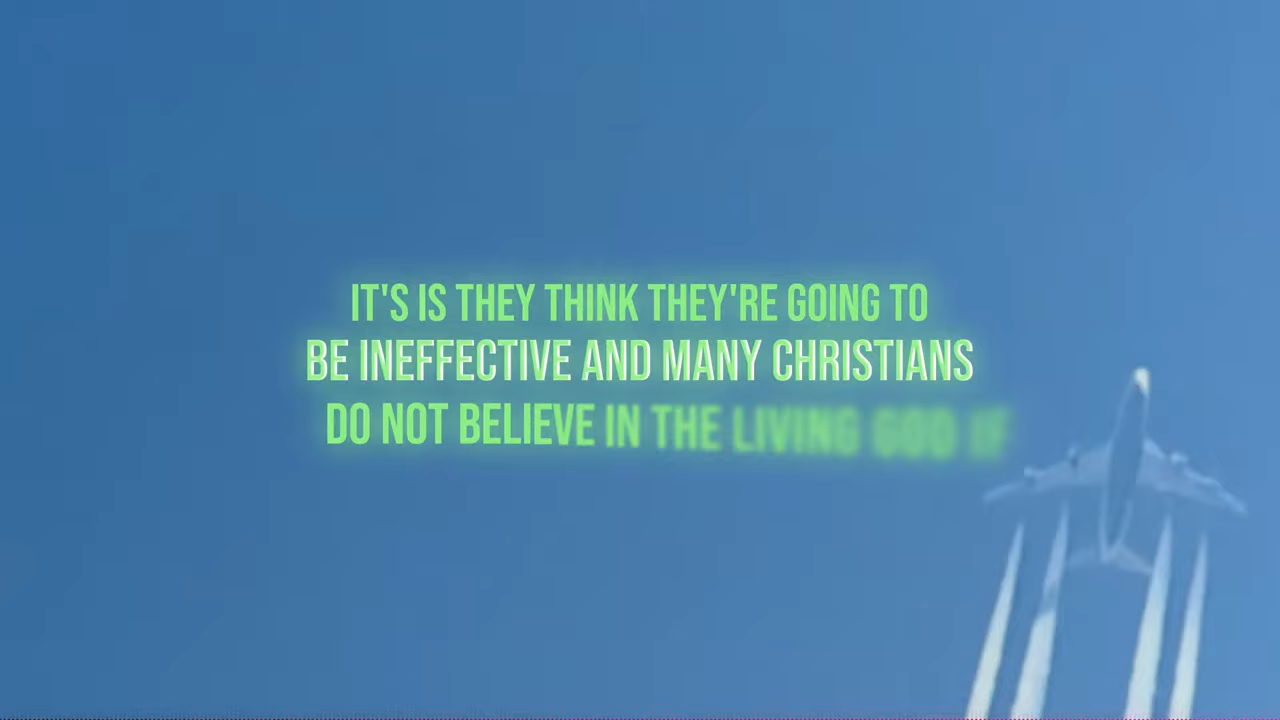 IT'S IS THEY THINK THEY'RE GOING TO
BE INEFFECTIVE AND MANY CHRISTIANS
DO NOT BELIEVE IN THE LIVING GOD IF